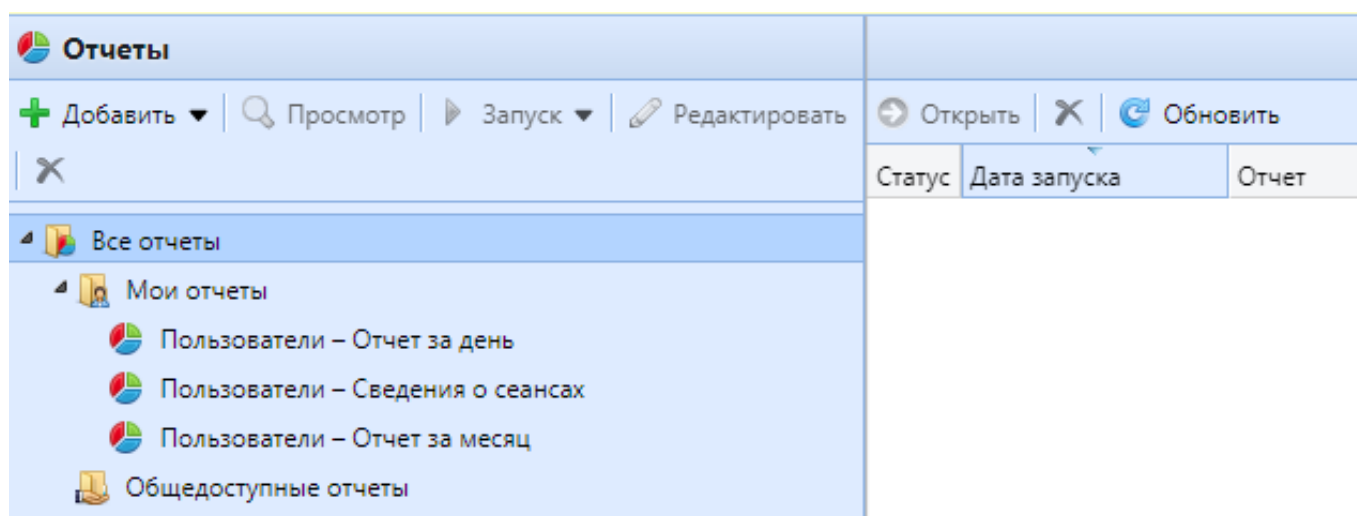 Отчеты
Добавить Просмотр Запуск Редактировать
Открыть Обновить
Статус Дата запуска Отчет
Все отчеты
Мои отчеты
Пользователи – Отчет за день
Пользователи – Сведения о сеансах
Пользователи – Отчет за месяц
Общедоступные отчеты